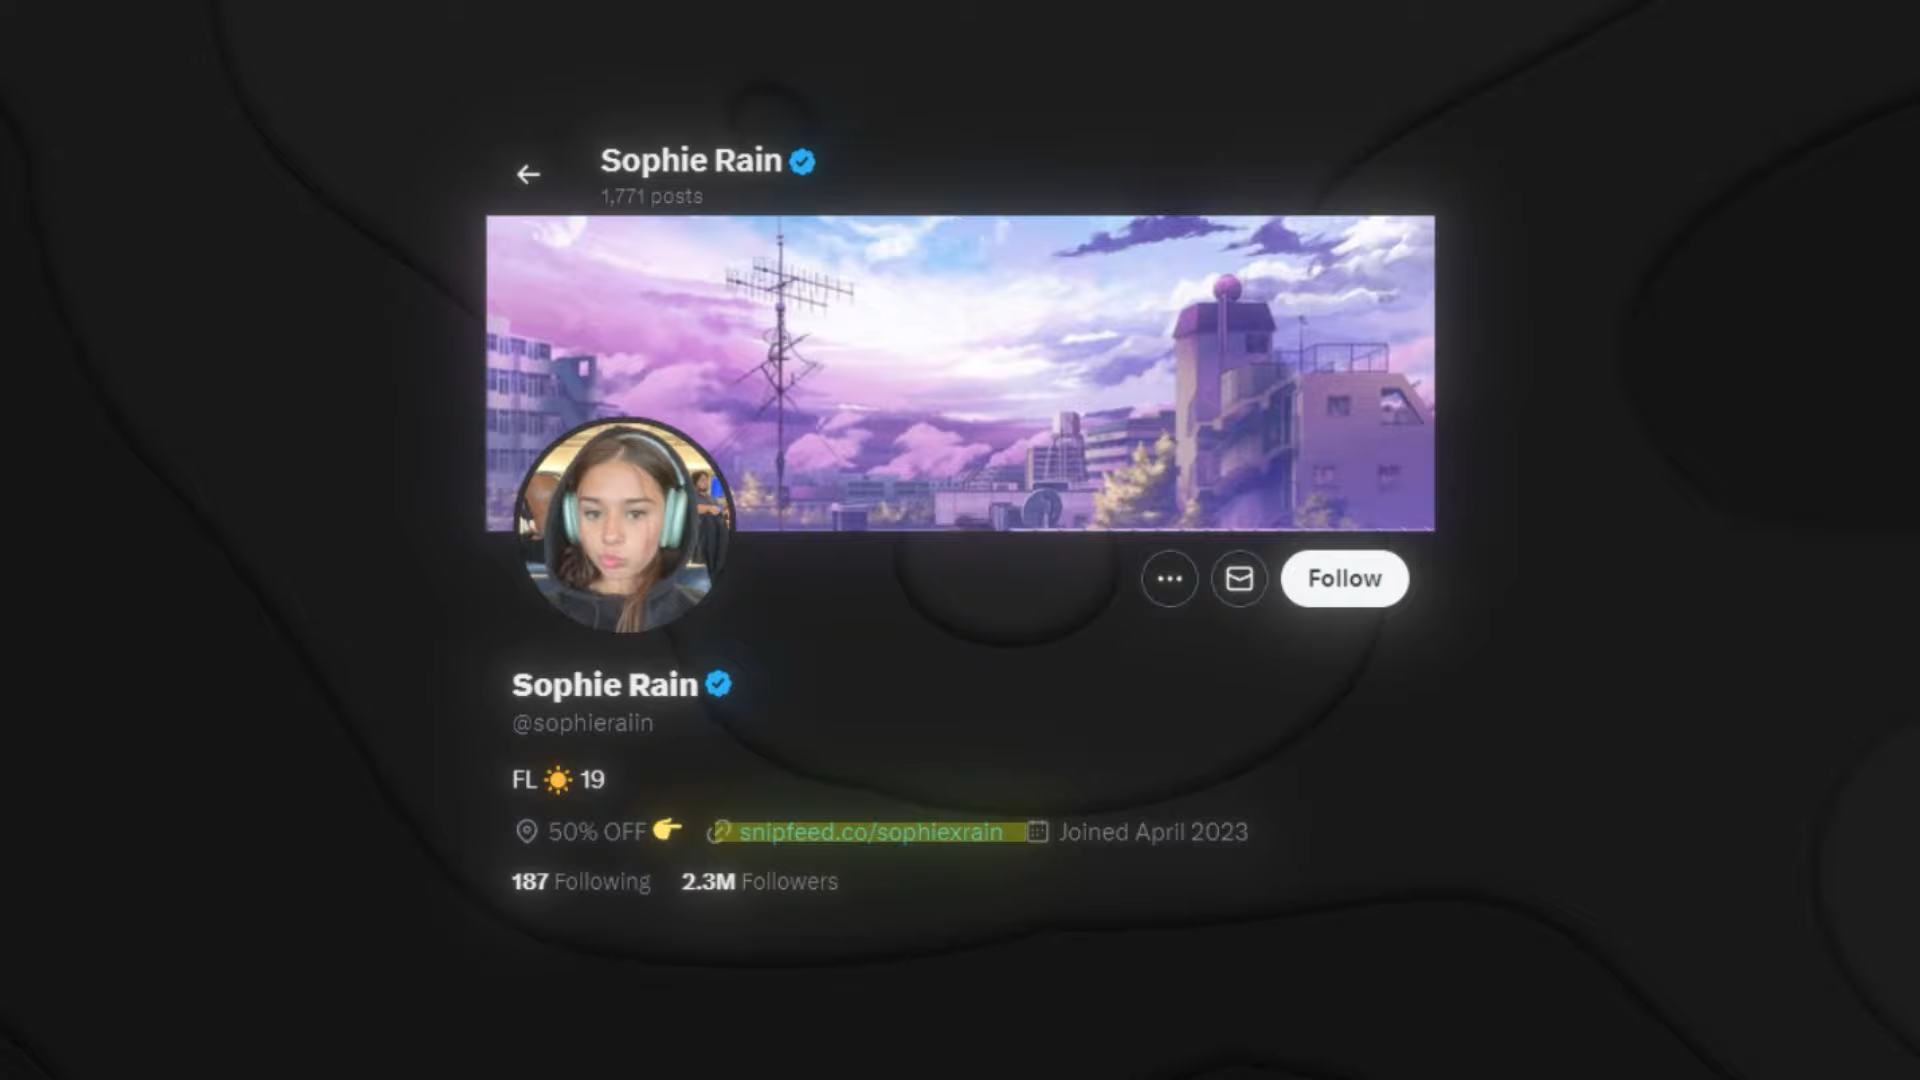 Sophie Rain
1,771 posts
Follow
Sophie Rain
@sophieraiin
FL ☀️ 19
50% OFF 👉 snipfeed.co/sophiexrain Joined April 2023
187 Following 2.3M Followers